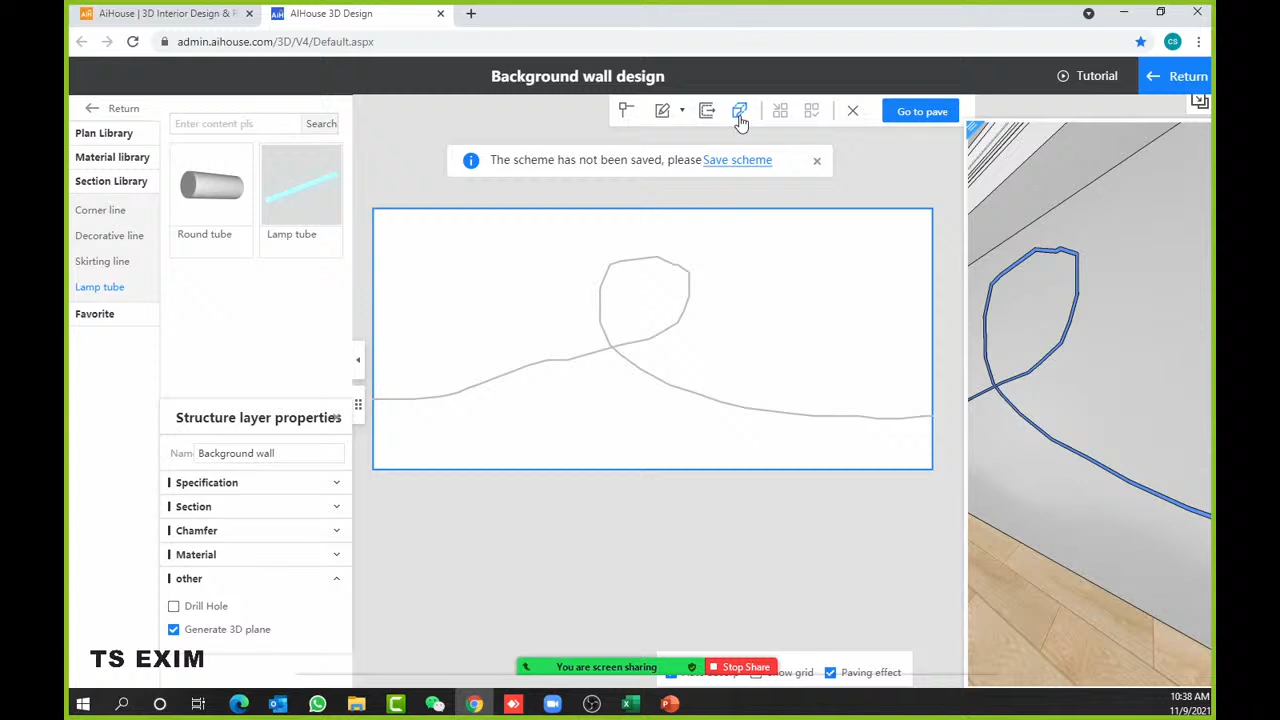 AiHouse | 3D Interior Design &
AIHouse 3D Design
admin.aihouse.com/3D/V4/Default.aspx
CS
Background wall design
Tutorial
Return
Return
Enter content pls
Search
Go to pave
Plan Library
Material library
Section Library
Corner line
Decorative line
Skirting line
Lamp tube
Favorite
Round tube
Lamp tube
The scheme has not been saved, please Save scheme
Structure layer properties
Name Background wall
Specification
Section
Chamfer
Material
other
Drill Hole
Generate 3D plane
TS EXIM
You are screen sharing
Stop Share
ow grid
Paving effect
10:38 AM
11/9/2021